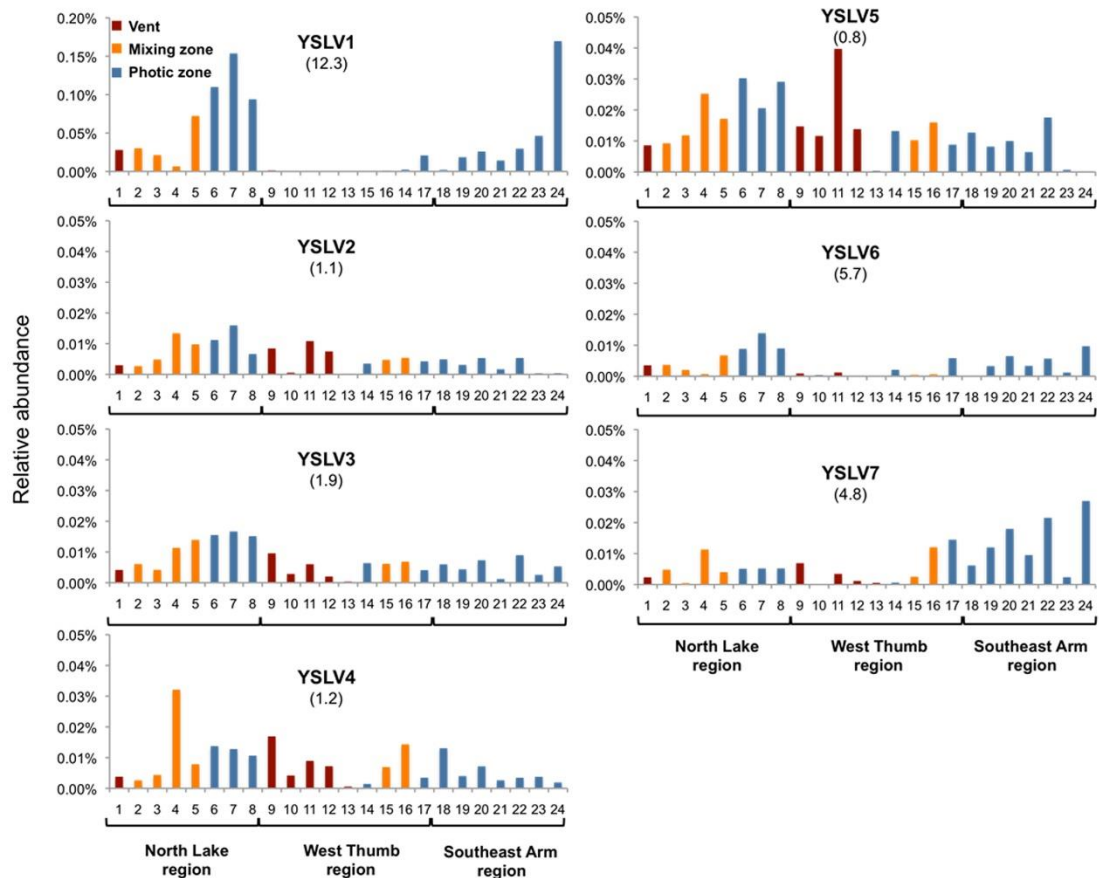 Relative abundance
Vent
Mixing zone
Photic zone
YSLV1
(12.3)
0.20%
0.15%
0.10%
0.05%
0.00%
1 2 3 4 5 6 7 8 9 10 11 12 13 14 15 16 17 18 19 20 21 22 23 24
YSLV2
(1.1)
0.05%
0.04%
0.03%
0.02%
0.01%
0.00%
1 2 3 4 5 6 7 8 9 10 11 12 13 14 15 16 17 18 19 20 21 22 23 24
YSLV3
(1.9)
0.05%
0.04%
0.03%
0.02%
0.01%
0.00%
1 2 3 4 5 6 7 8 9 10 11 12 13 14 15 16 17 18 19 20 21 22 23 24
YSLV4
(1.2)
0.05%
0.04%
0.03%
0.02%
0.01%
0.00%
1 2 3 4 5 6 7 8 9 10 11 12 13 14 15 16 17 18 19 20 21 22 23 24
North Lake
region
West Thumb
region
Southeast Arm
region
YSLV5
(0.8)
0.05%
0.04%
0.03%
0.02%
0.01%
0.00%
1 2 3 4 5 6 7 8 9 10 11 12 13 14 15 16 17 18 19 20 21 22 23 24
YSLV6
(5.7)
0.05%
0.04%
0.03%
0.02%
0.01%
0.00%
1 2 3 4 5 6 7 8 9 10 11 12 13 14 15 16 17 18 19 20 21 22 23 24
YSLV7
(4.8)
0.05%
0.04%
0.03%
0.02%
0.01%
0.00%
1 2 3 4 5 6 7 8 9 10 11 12 13 14 15 16 17 18 19 20 21 22 23 24
North Lake
region
West Thumb
region
Southeast Arm
region